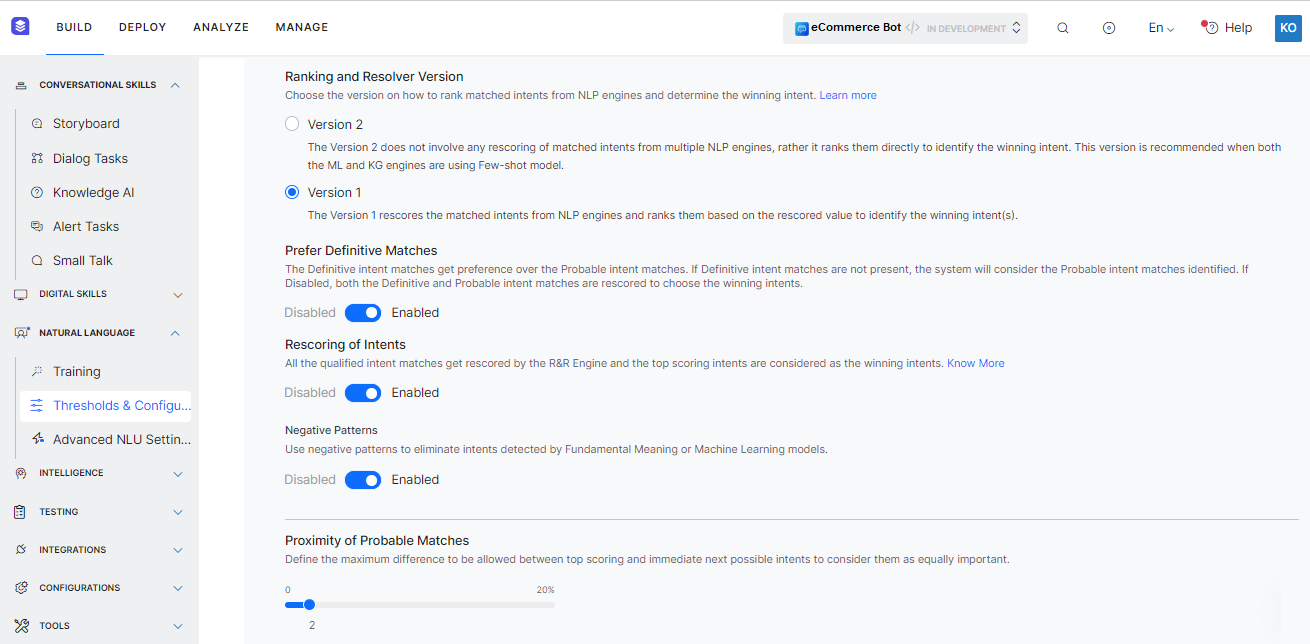 BUILD DEPLOY ANALYZE MANAGE eCommerce Bot </> IN DEVELOPMENT En Help KO
CONVERSATIONAL SKILLS
Storyboard
Dialog Tasks
Knowledge AI
Alert Tasks
Small Talk
DIGITAL SKILLS
NATURAL LANGUAGE
Training
Thresholds & Configu...
Advanced NLU Settin...
INTELLIGENCE
TESTING
INTEGRATIONS
CONFIGURATIONS
TOOLS
Ranking and Resolver Version
Choose the version on how to rank matched intents from NLP engines and determine the winning intent. Learn more
Version 2
The Version 2 does not involve any rescoring of matched intents from multiple NLP engines, rather it ranks them directly to identify the winning intent. This version is recommended when both
the ML and KG engines are using Few-shot model.
Version 1
The Version 1 rescores the matched intents from NLP engines and ranks them based on the rescored value to identify the winning intent(s).
Prefer Definitive Matches
The Definitive intent matches get preference over the Probable intent matches. If Definitive intent matches are not present, the system will consider the Probable intent matches identified. If
Disabled, both the Definitive and Probable intent matches are rescored to choose the winning intents.
Disabled Enabled
Rescoring of Intents
All the qualified intent matches get rescored by the R&R Engine and the top scoring intents are considered as the winning intents. Know More
Disabled Enabled
Negative Patterns
Use negative patterns to eliminate intents detected by Fundamental Meaning or Machine Learning models.
Disabled Enabled
Proximity of Probable Matches
Define the maximum difference to be allowed between top scoring and immediate next possible intents to consider them as equally important.
0 20%
2